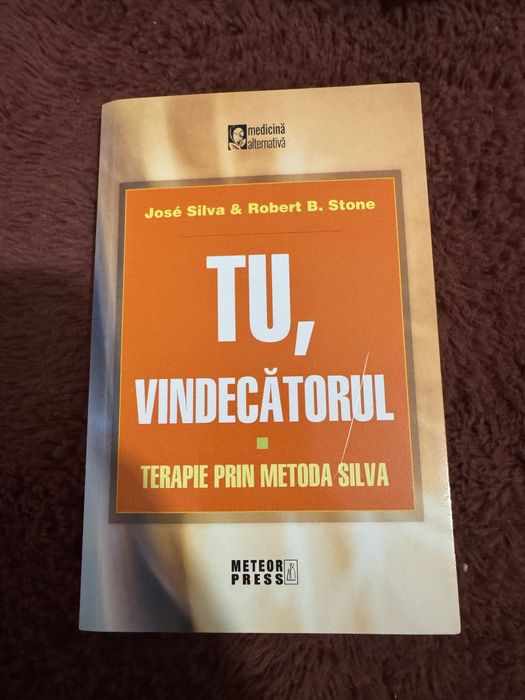 medicină
alternativă
José Silva & Robert B. Stone
TU,
VINDECĂTORUL
TERAPIE PRIN METODA SILVA
METEOR
PRESS